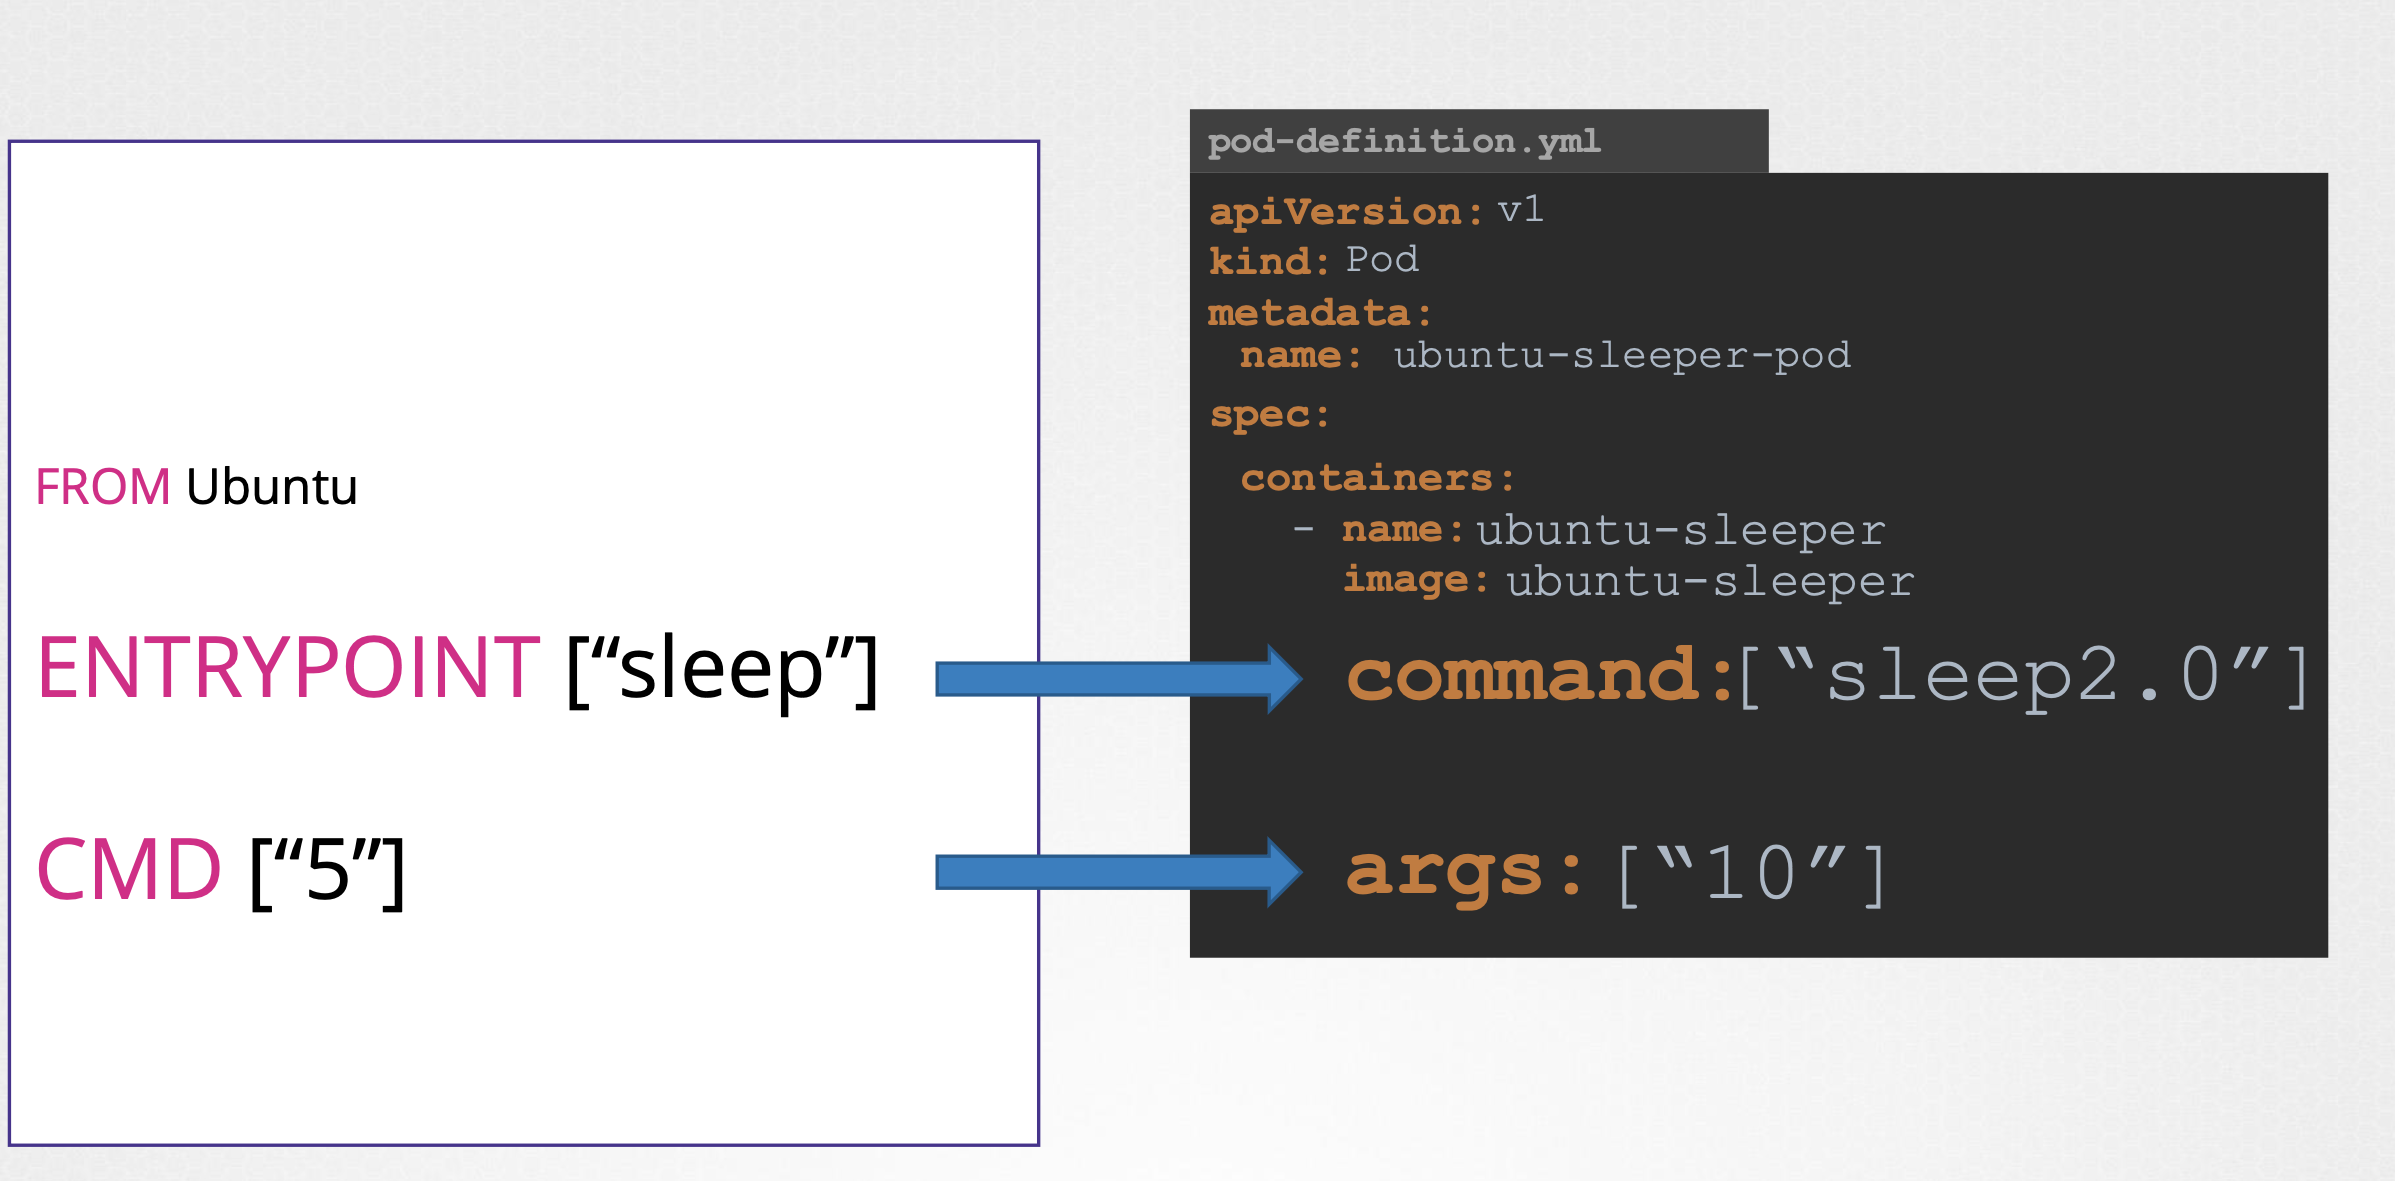 FROM Ubuntu
ENTRYPOINT [“sleep”]
CMD [“5”]
pod-definition.yml
apiVersion: v1
kind: Pod
metadata:
name: ubuntu-sleeper-pod
spec:
containers:
- name: ubuntu-sleeper
image: ubuntu-sleeper
command:[“sleep2.0”]
args: [“10”]